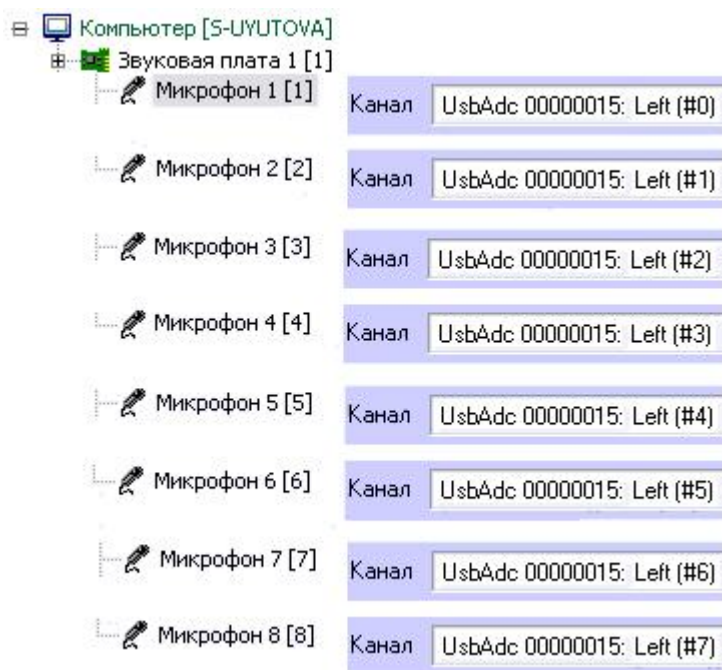 Компьютер [S-UYUTOVA]
Звуковая плата 1 [1]
Микрофон 1 [1] Канал UsbAdc 00000015: Left (#0)
Микрофон 2 [2] Канал UsbAdc 00000015: Left (#1)
Микрофон 3 [3] Канал UsbAdc 00000015: Left (#2)
Микрофон 4 [4] Канал UsbAdc 00000015: Left (#3)
Микрофон 5 [5] Канал UsbAdc 00000015: Left (#4)
Микрофон 6 [6] Канал UsbAdc 00000015: Left (#5)
Микрофон 7 [7] Канал UsbAdc 00000015: Left (#6)
Микрофон 8 [8] Канал UsbAdc 00000015: Left (#7)